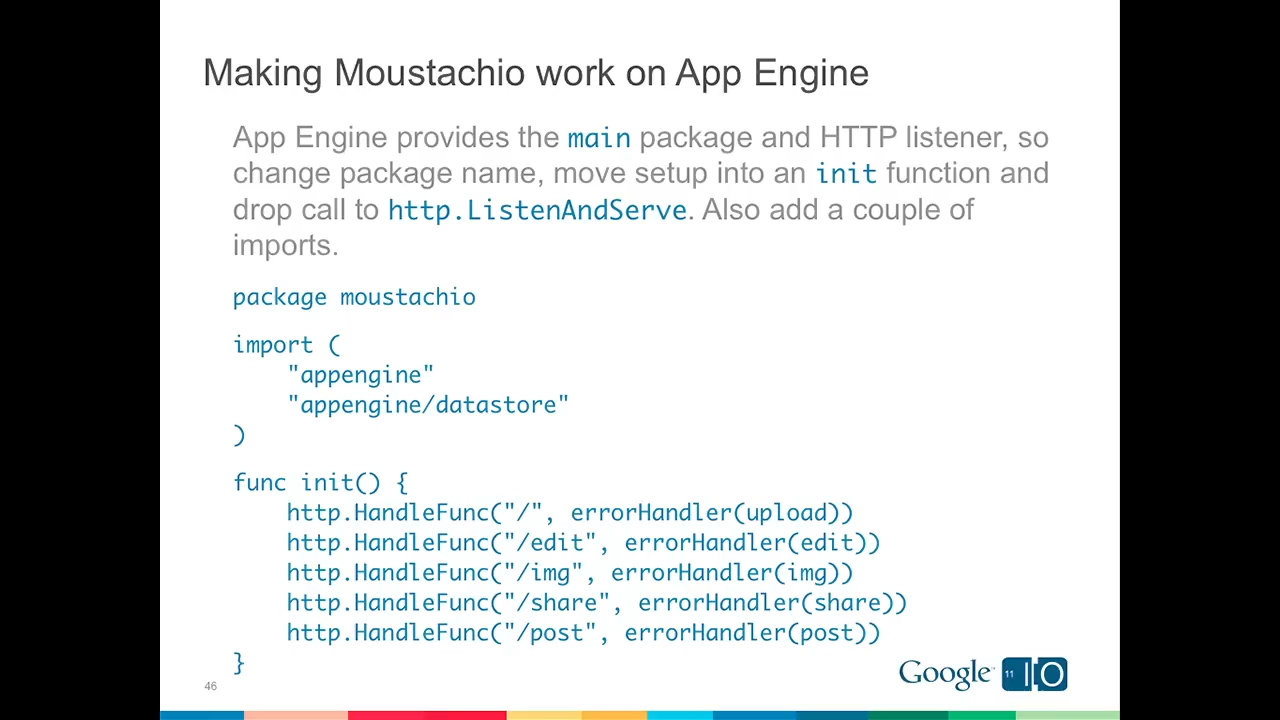 Making Moustachio work on App Engine
App Engine provides the main package and HTTP listener, so
change package name, move setup into an init function and
drop call to http.ListenAndServe. Also add a couple of
imports.
package moustachio
import (
    "appengine"
    "appengine/datastore"
)
func init() {
    http.HandleFunc("/", errorHandler(upload))
    http.HandleFunc("/edit", errorHandler(edit))
    http.HandleFunc("/img", errorHandler(img))
    http.HandleFunc("/share", errorHandler(share))
    http.HandleFunc("/post", errorHandler(post))
}
46
Google 11 IO